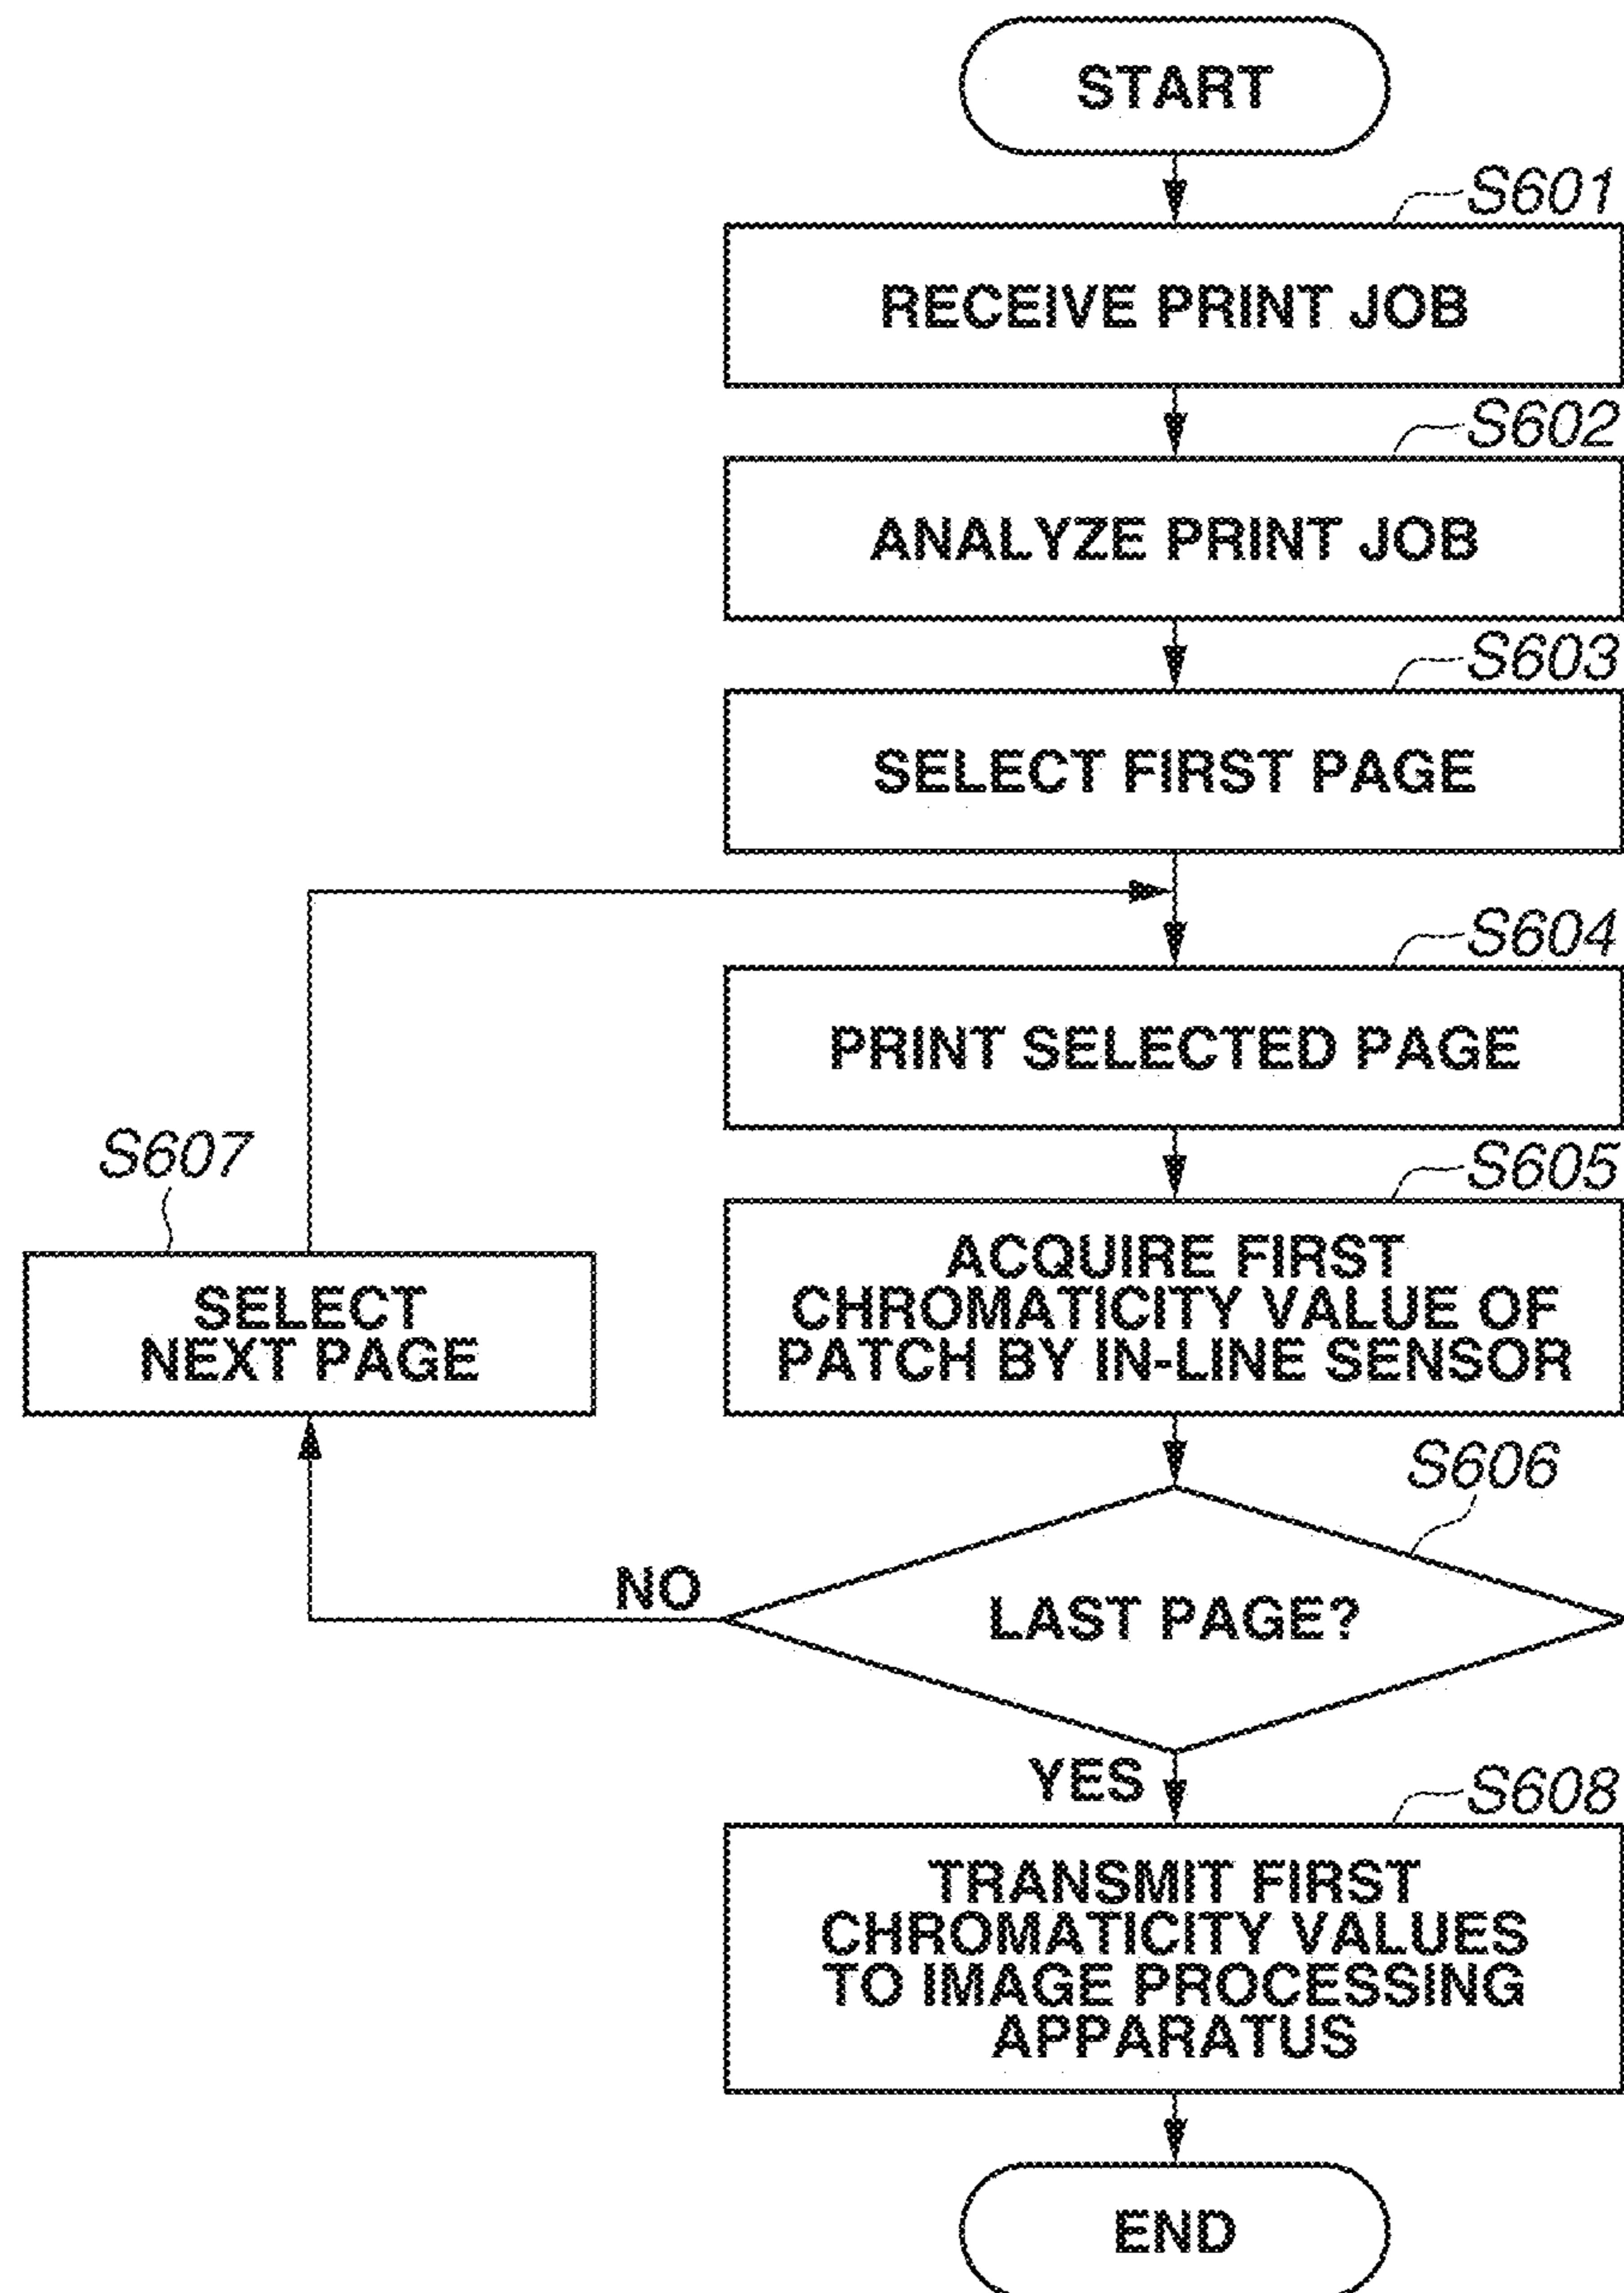 START
S601
RECEIVE PRINT JOB
S602
ANALYZE PRINT JOB
S603
SELECT FIRST PAGE
S604
PRINT SELECTED PAGE
S605
ACQUIRE FIRST
CHROMATICITY VALUE OF
PATCH BY IN-LINE SENSOR
S607
SELECT
NEXT PAGE
S606
LAST PAGE?
NO
YES
S608
TRANSMIT FIRST
CHROMATICITY VALUES
TO IMAGE PROCESSING
APPARATUS
END